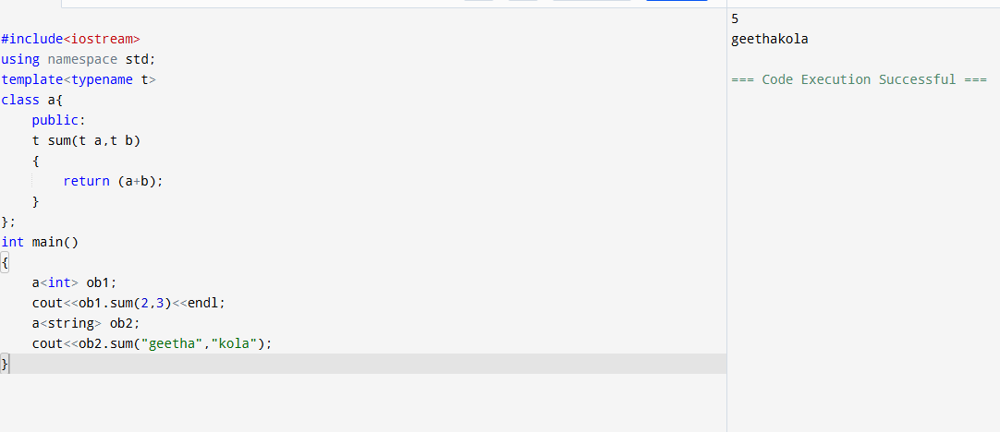 #include<iostream>
using namespace std;
template<typename t>
class a{
    public:
    t sum(t a,t b)
    {
        return (a+b);
    }
};
int main()
{
    a<int> ob1;
    cout<<ob1.sum(2,3)<<endl;
    a<string> ob2;
    cout<<ob2.sum("geetha","kola");
}
5
geethakola
=== Code Execution Successful ===